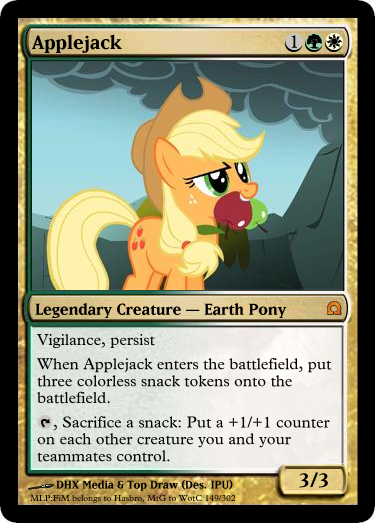 Applejack 1
Legendary Creature — Earth Pony
Vigilance, persist
When Applejack enters the battlefield, put
three colorless snack tokens onto the
battlefield.
, Sacrifice a snack: Put a +1/+1 counter
on each other creature you and your
teammates control.
3/3
DHX Media & Top Draw (Des. IPU)
MLP:FiM belongs to Hasbro, MtG to WotC 149/302